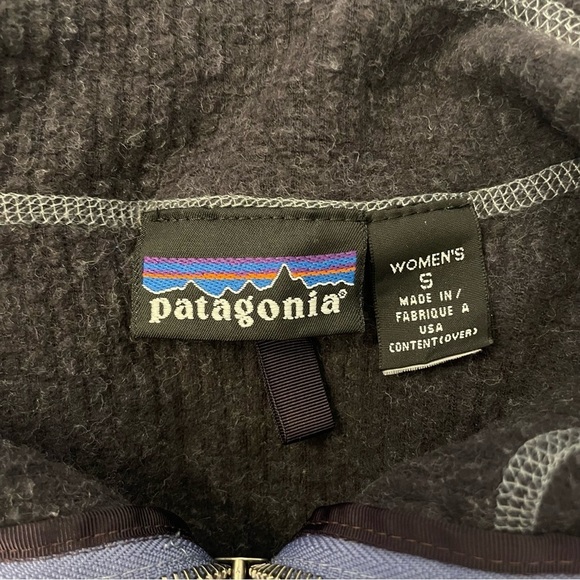 patagonia®
WOMEN'S
S
MADE IN/
FABRIQUE A
USA
CONTENT(OVER)